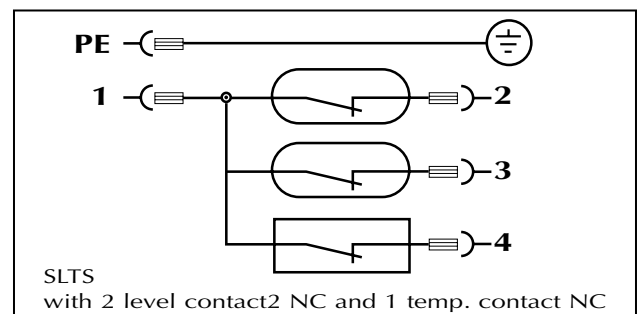 PE
1 2
3
4
SLTS
with 2 level contact2 NC and 1 temp. contact NC